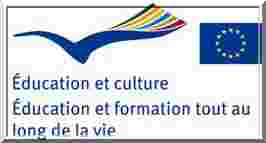 Éducation et culture
Éducation et formation tout au
long de la vie